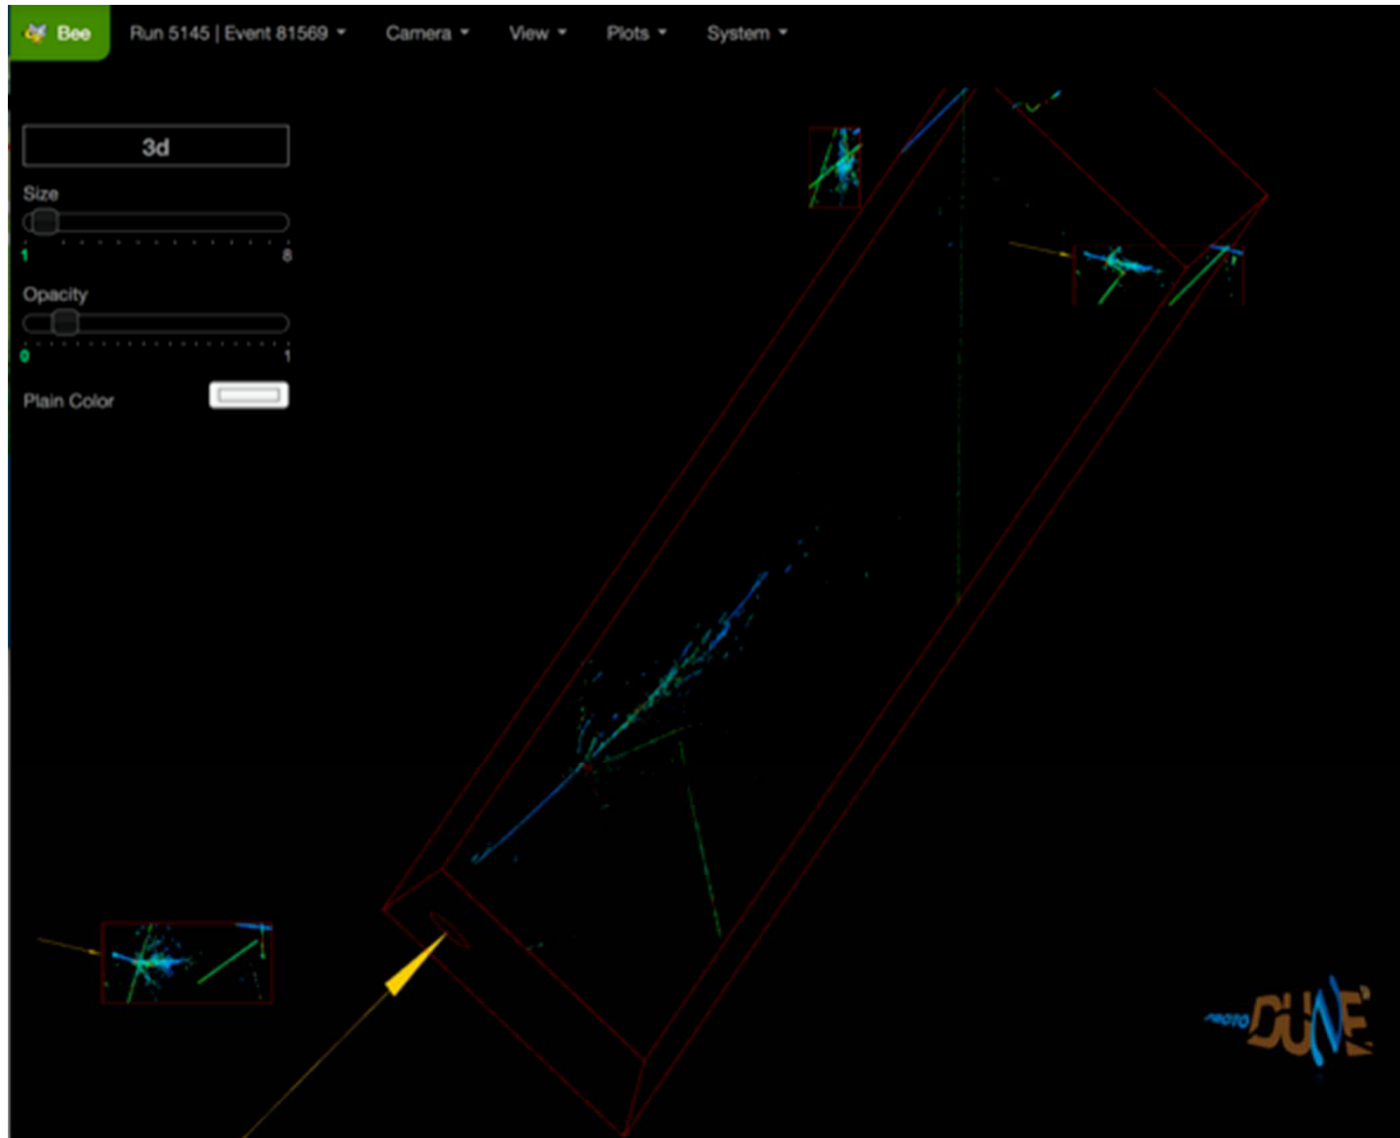 Bee
Run 5145 | Event 81569
Camera
View
Plots
System
3d
Size
1 8
Opacity
0 1
Plain Color
PROTO DUNE